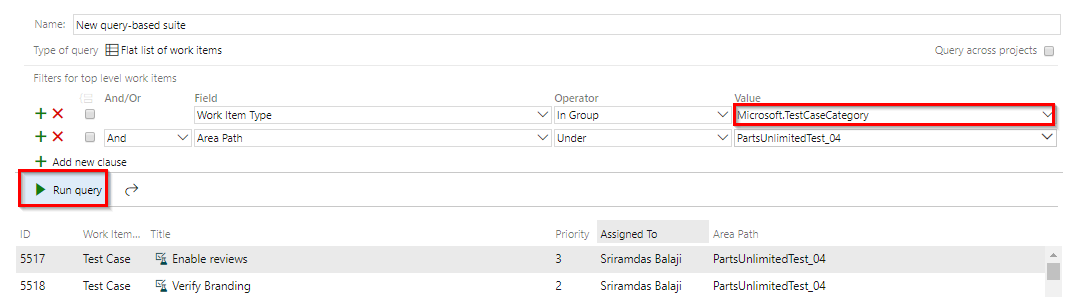 Name: New query-based suite
Type of query Flat list of work items Query across projects
Filters for top level work items
And/Or Field Operator Value
Work Item Type In Group Microsoft.TestCaseCategory
And Area Path Under PartsUnlimitedTest_04
Add new clause
Run query
ID Work Item... Title Priority Assigned To Area Path
5517 Test Case Enable reviews 3 Sriramdas Balaji PartsUnlimitedTest_04
5518 Test Case Verify Branding 2 Sriramdas Balaji PartsUnlimitedTest_04